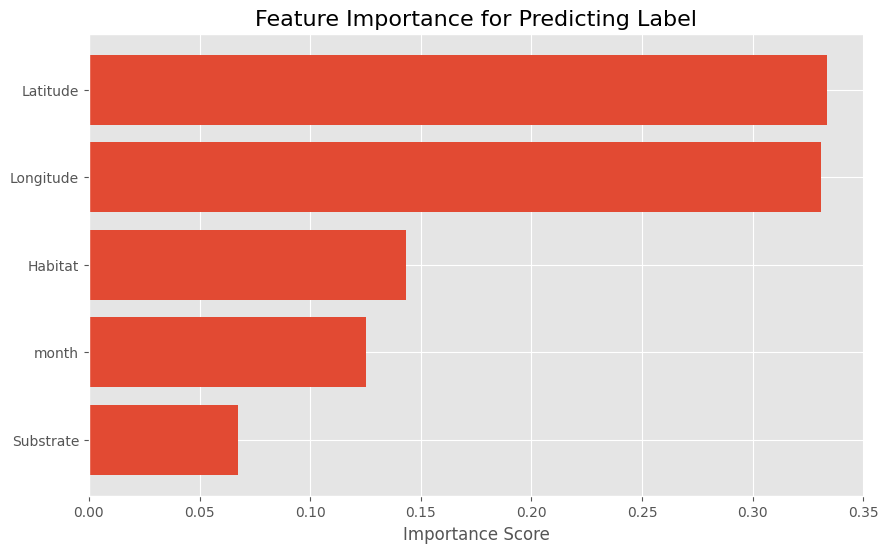 Feature Importance for Predicting Label
Latitude
Longitude
Habitat
month
Substrate
0.00 0.05 0.10 0.15 0.20 0.25 0.30 0.35
Importance Score